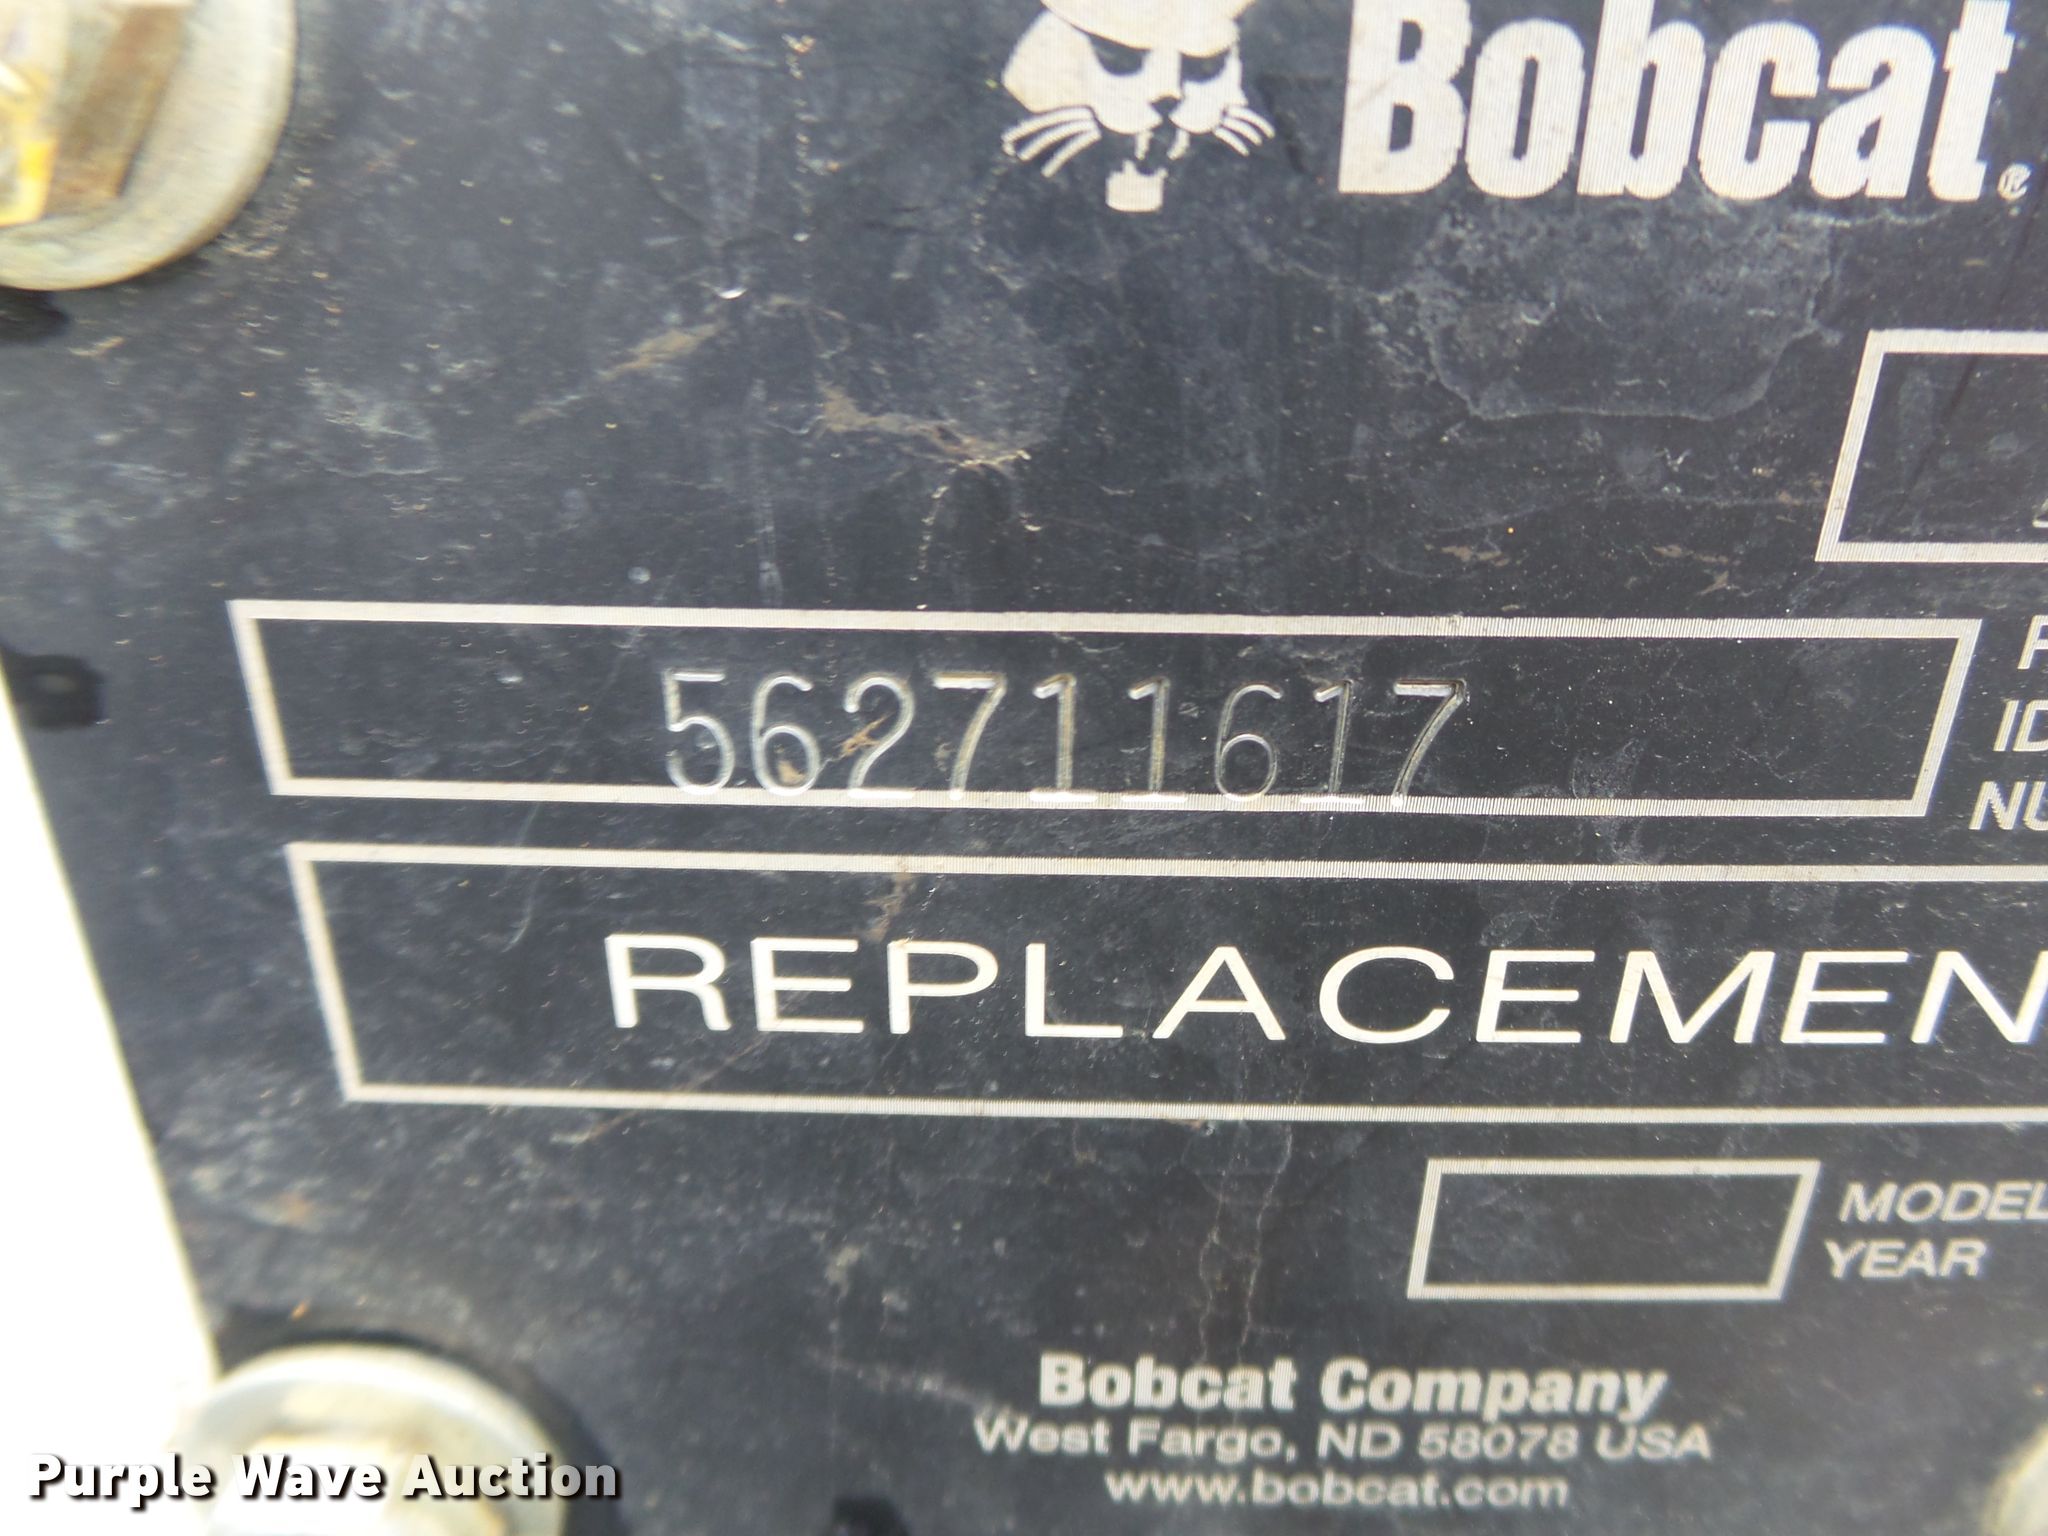 Bobcat®
562711617
REPLACEMEN
MODEL
YEAR
Bobcat Company
West Fargo, ND 58078 USA
www.bobcat.com
Purple Wave Auction